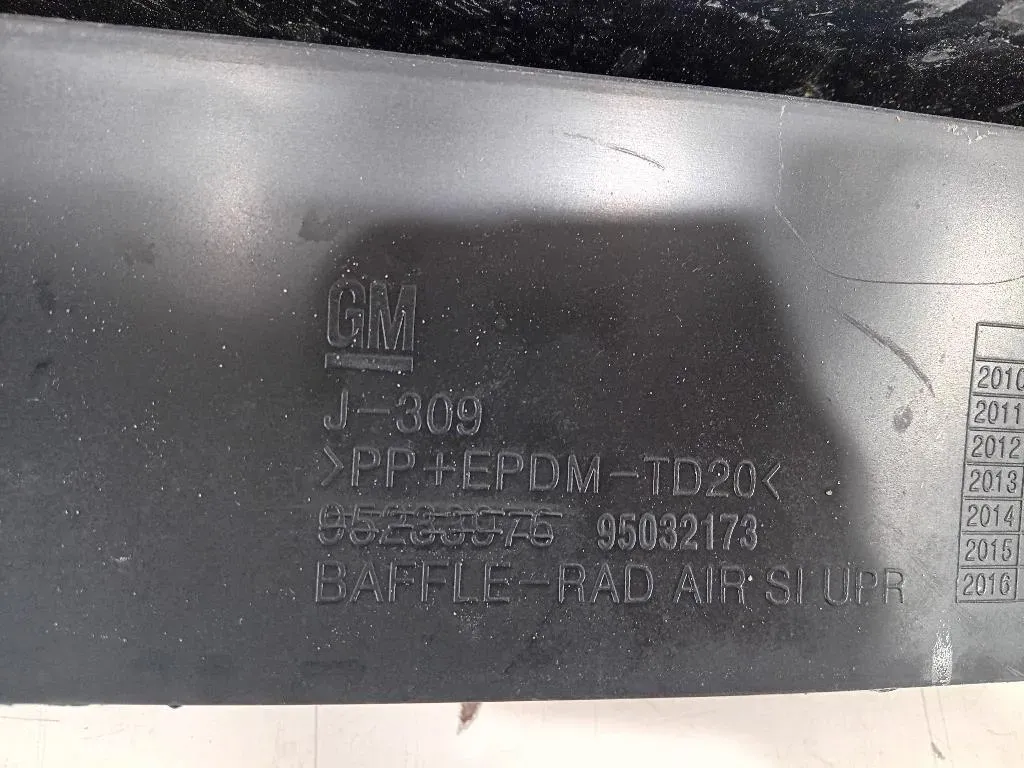 GM
J-309
>PP+EPDM-TD20<
95032173
BAFFLE-RAD AIR SI UPR
2010
2011
2012
2013
2014
2015
2016